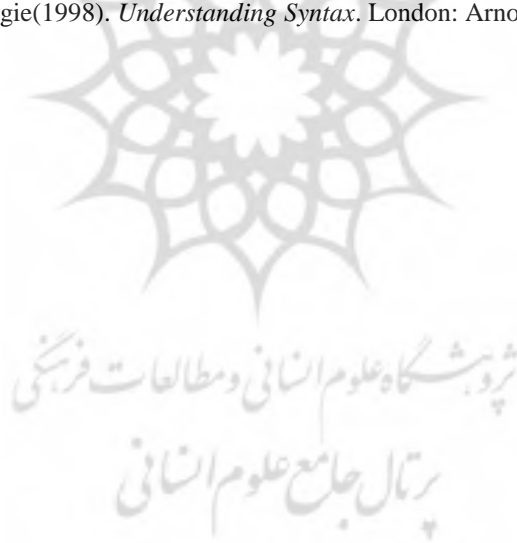 gie(1998). Understanding Syntax. London: Arno
پژوهشگاه علوم انسانی و مطالعات فرهنگی
پرتال جامع علوم انسانی